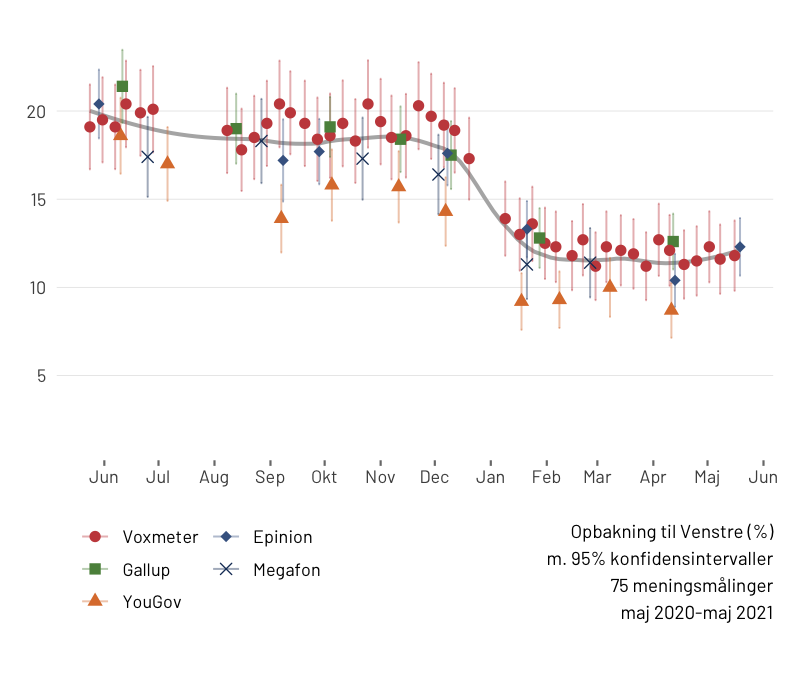 20
15
10
5
Jun Jul Aug Sep Okt Nov Dec Jan Feb Mar Apr Maj Jun
Voxmeter Epinion
Gallup Megafon
YouGov
Opbakning til Venstre (%)
m. 95% konfidensintervaller
75 meningsmålinger
maj 2020-maj 2021